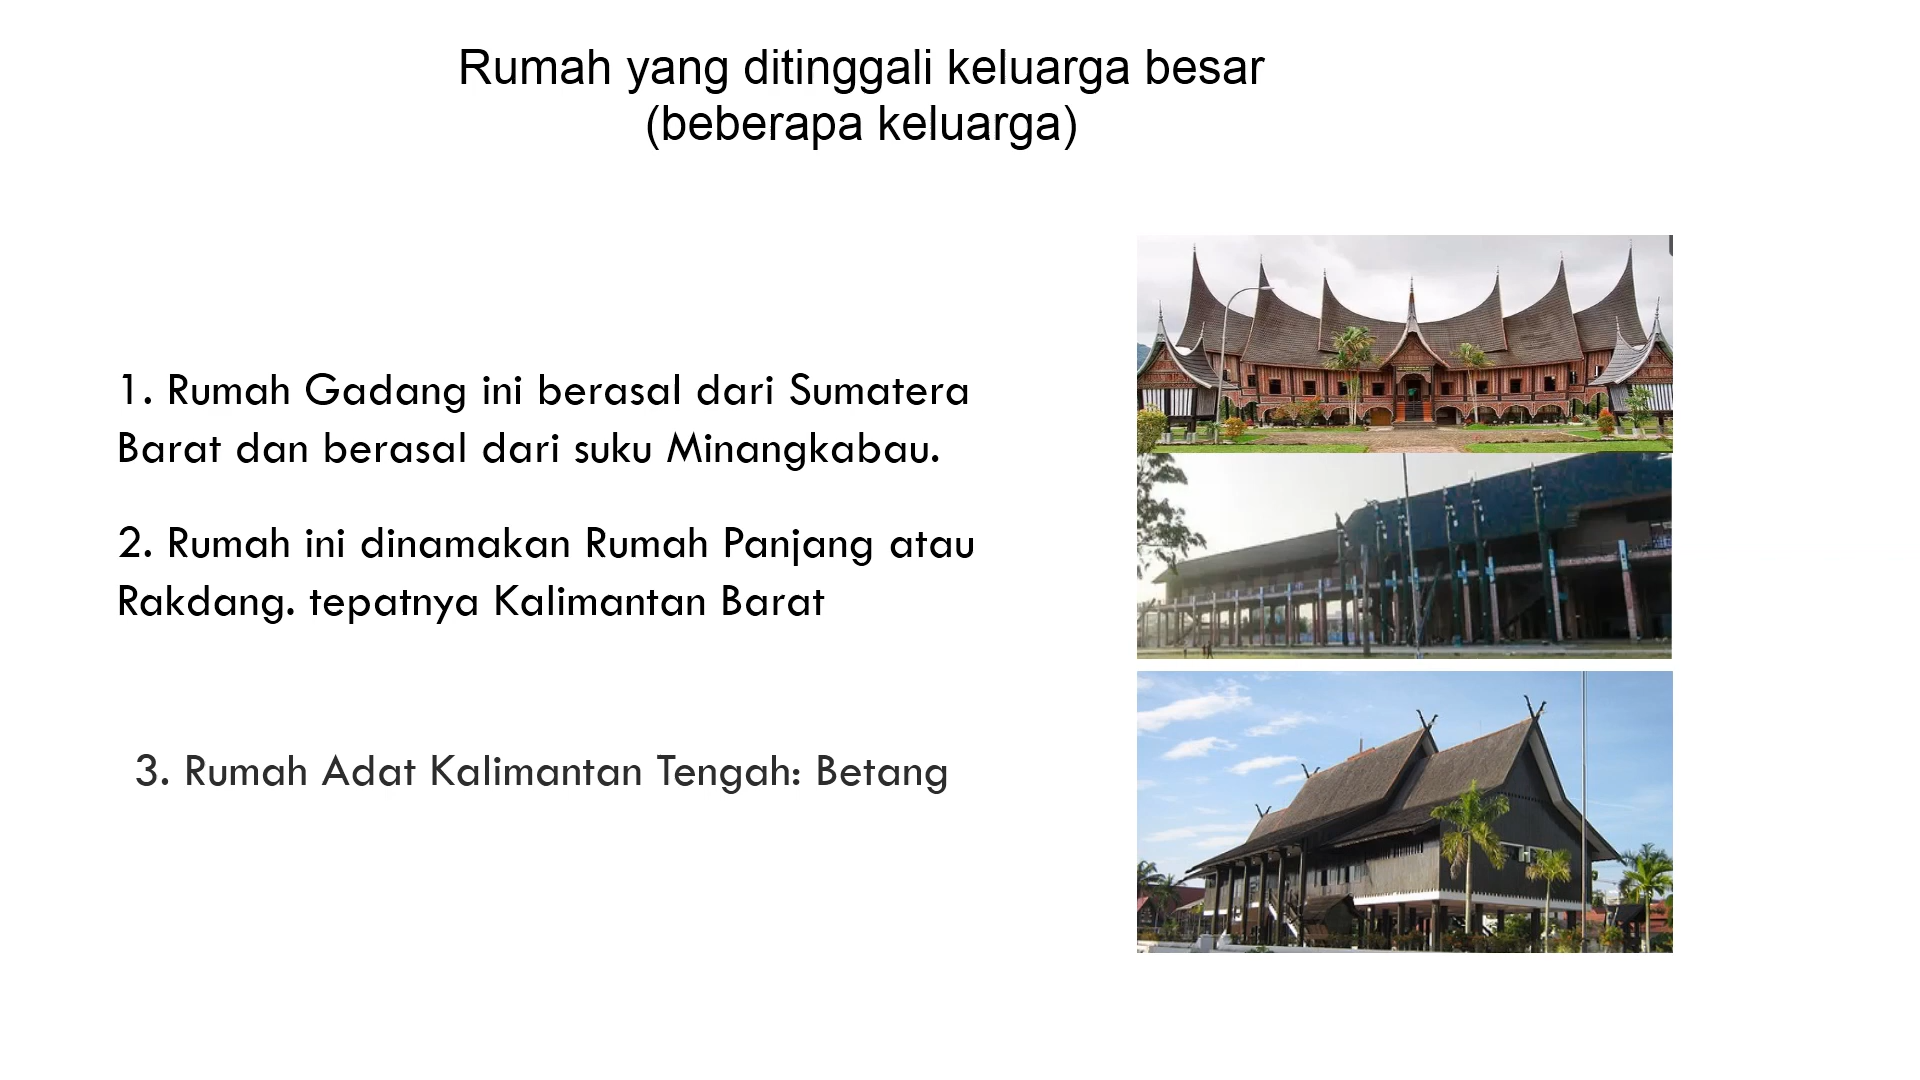 Rumah yang ditinggali keluarga besar
(beberapa keluarga)
1. Rumah Gadang ini berasal dari Sumatera
Barat dan berasal dari suku Minangkabau.
2. Rumah ini dinamakan Rumah Panjang atau
Rakdang. tepatnya Kalimantan Barat
3. Rumah Adat Kalimantan Tengah: Betang